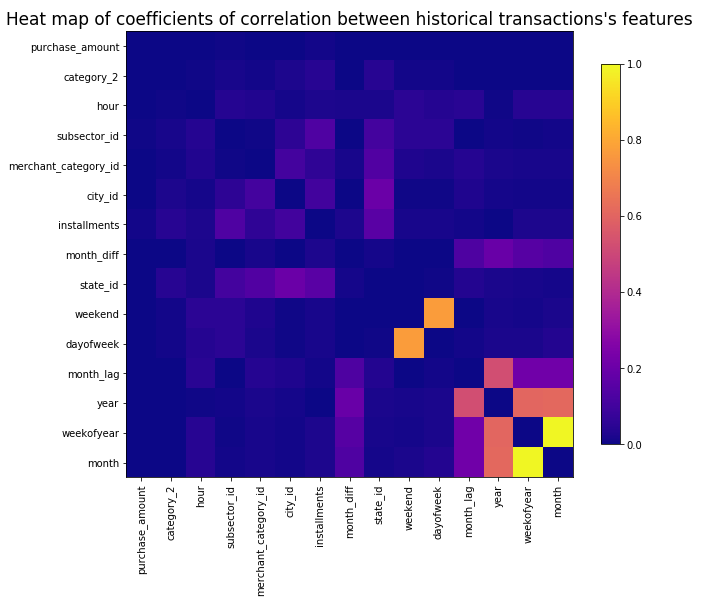 Heat map of coefficients of correlation between historical transactions's features
purchase_amount
category_2
hour
subsector_id
merchant_category_id
city_id
installments
month_diff
state_id
weekend
dayofweek
month_lag
year
weekofyear
month
purchase_amount
category_2
hour
subsector_id
merchant_category_id
city_id
installments
month_diff
state_id
weekend
dayofweek
month_lag
year
weekofyear
month
1.0
0.8
0.6
0.4
0.2
0.0